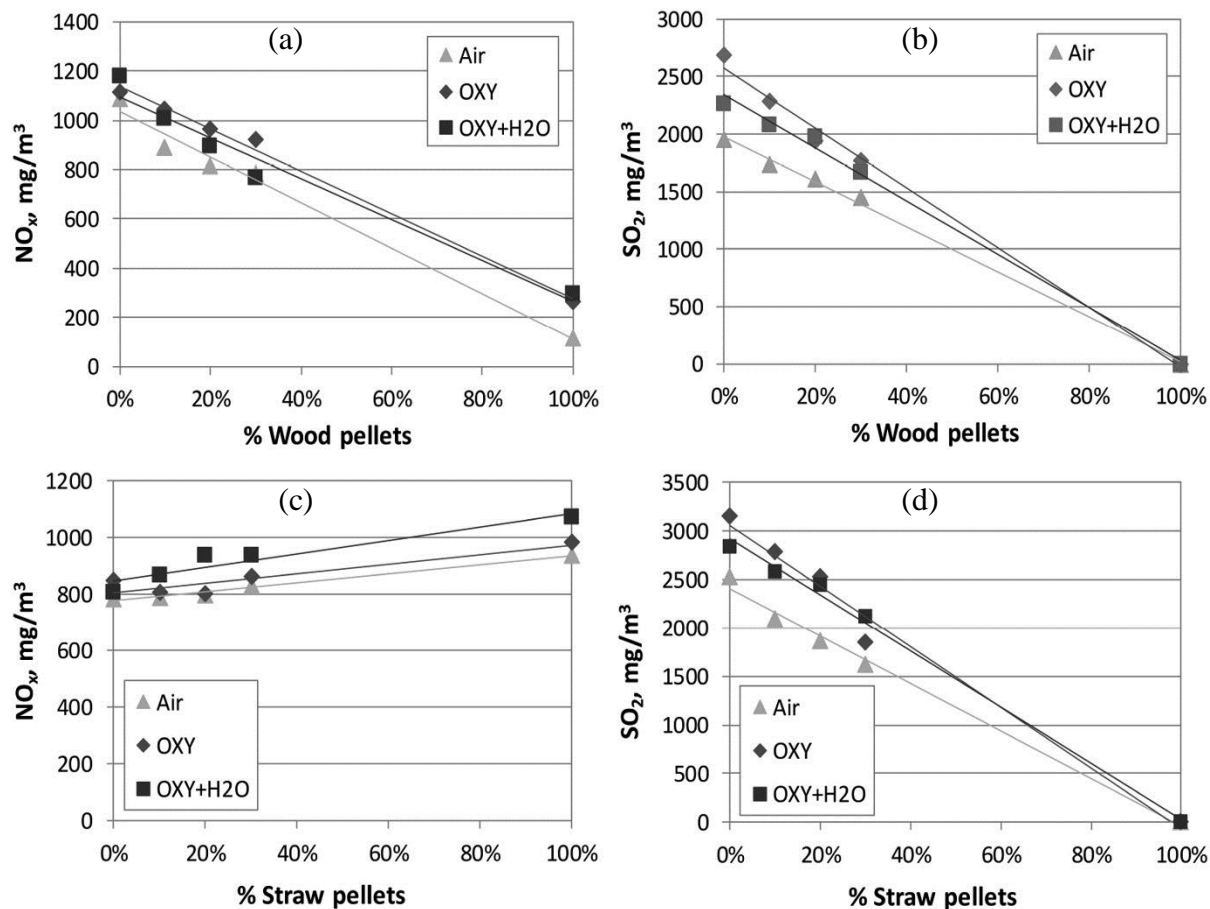 (a)
NOx, mg/m³
1400
1200
1000
800
600
400
200
0
Air
OXY
OXY+H2O
0% 20% 40% 60% 80% 100%
% Wood pellets
(b)
SO2, mg/m³
3000
2500
2000
1500
1000
500
0
Air
OXY
OXY+H2O
0% 20% 40% 60% 80% 100%
% Wood pellets
(c)
NOx, mg/m³
1200
1000
800
600
400
200
0
Air
OXY
OXY+H2O
0% 20% 40% 60% 80% 100%
% Straw pellets
(d)
SO2, mg/m³
3500
3000
2500
2000
1500
1000
500
0
Air
OXY
OXY+H2O
0% 20% 40% 60% 80% 100%
% Straw pellets